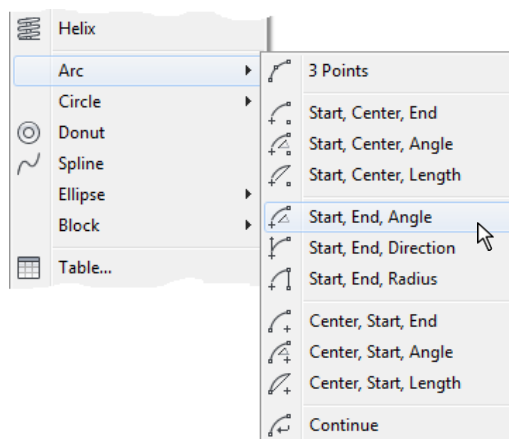 Helix
Arc
Circle
Donut
Spline
Ellipse
Block
Table...
3 Points
Start, Center, End
Start, Center, Angle
Start, Center, Length
Start, End, Angle
Start, End, Direction
Start, End, Radius
Center, Start, End
Center, Start, Angle
Center, Start, Length
Continue